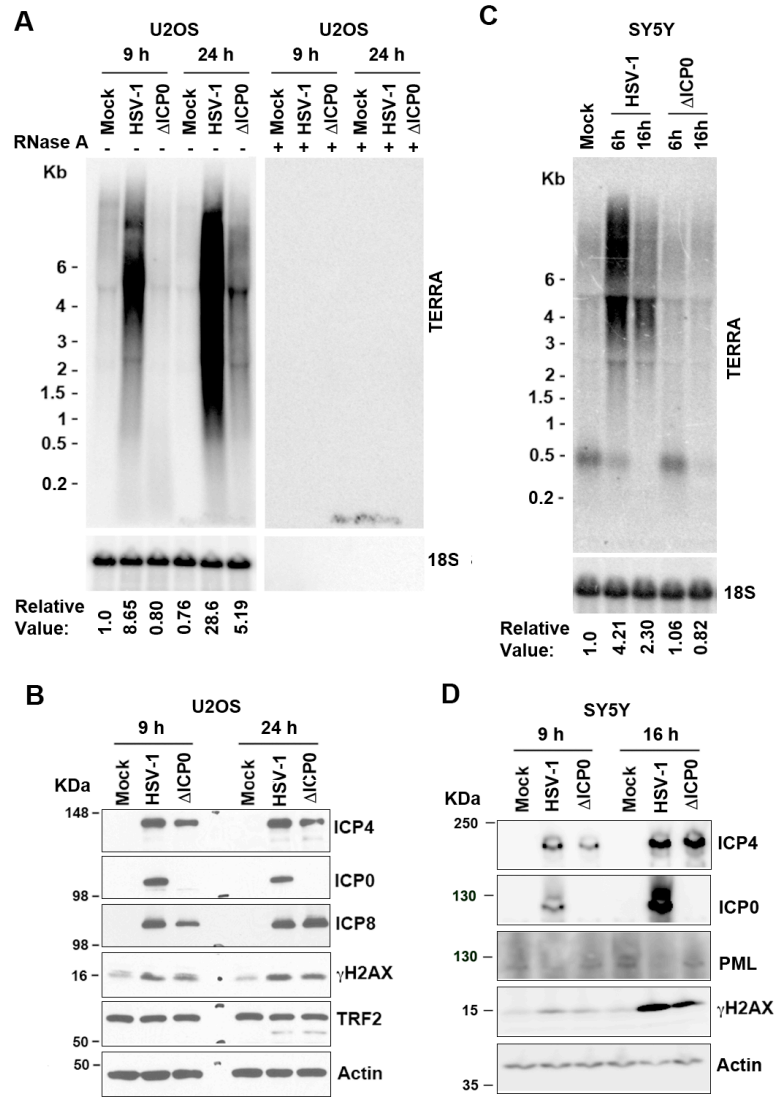 A
U2OS
U2OS
9 h
24 h
9 h
24 h
Mock
HSV-1
ΔICP0
Mock
HSV-1
ΔICP0
Mock
HSV-1
ΔICP0
Mock
HSV-1
ΔICP0
RNase A
- - - - - -
+ + + + + +
Kb
6 -
4 -
3 -
2 -
1.5 -
1 -
0.5 -
0.2 -
TERRA
18S
Relative
Value:
1.0
8.65
0.80
0.76
28.6
5.19
C
SY5Y
Mock
HSV-1
ΔICP0
6h
16h
6h
16h
Kb
6 -
4 -
3 -
2 -
1.5 -
1 -
0.5 -
0.2 -
TERRA
18S
Relative
Value:
1.0
4.21
2.30
1.06
0.82
B
U2OS
9 h
24 h
Mock
HSV-1
ΔICP0
Mock
HSV-1
ΔICP0
KDa
148
ICP4
ICP0
98
ICP8
98
16
γH2AX
TRF2
50
50
Actin
D
SY5Y
9 h
16 h
Mock
HSV-1
ΔICP0
Mock
HSV-1
ΔICP0
KDa
250
ICP4
130
ICP0
130
PML
15
γH2AX
Actin
35